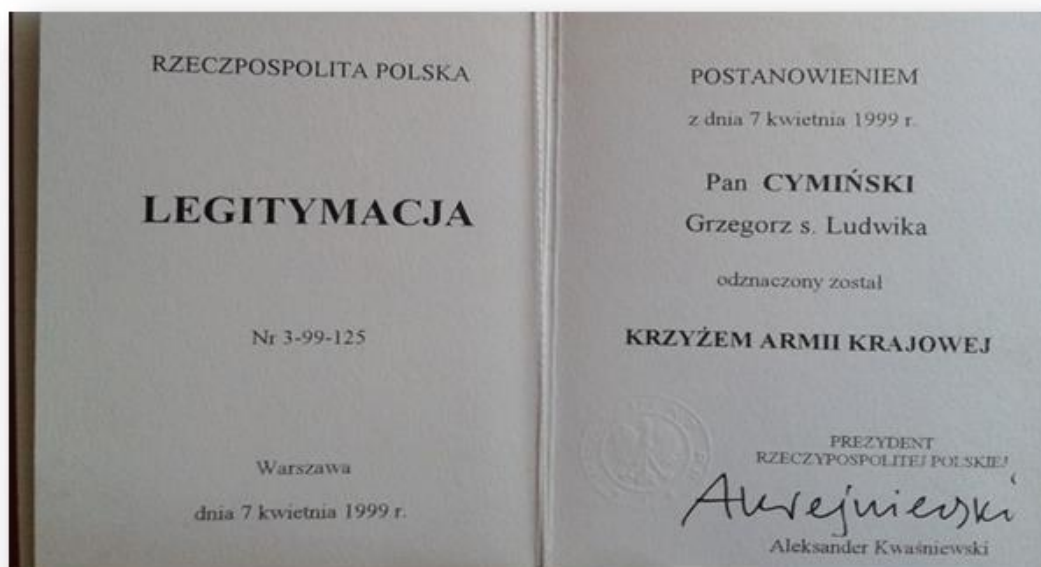 RZECZPOSPOLITA POLSKA
LEGITYMACJA
Nr 3-99-125
Warszawa
dnia 7 kwietnia 1999 r.
POSTANOWIENIEM
z dnia 7 kwietnia 1999 r.
Pan CYMIŃSKI
Grzegorz s. Ludwika
odznaczony został
KRZYŻEM ARMII KRAJOWEJ
PREZYDENT
RZECZYPOSPOLITEJ POLSKIEJ
Aleksander Kwaśniewski